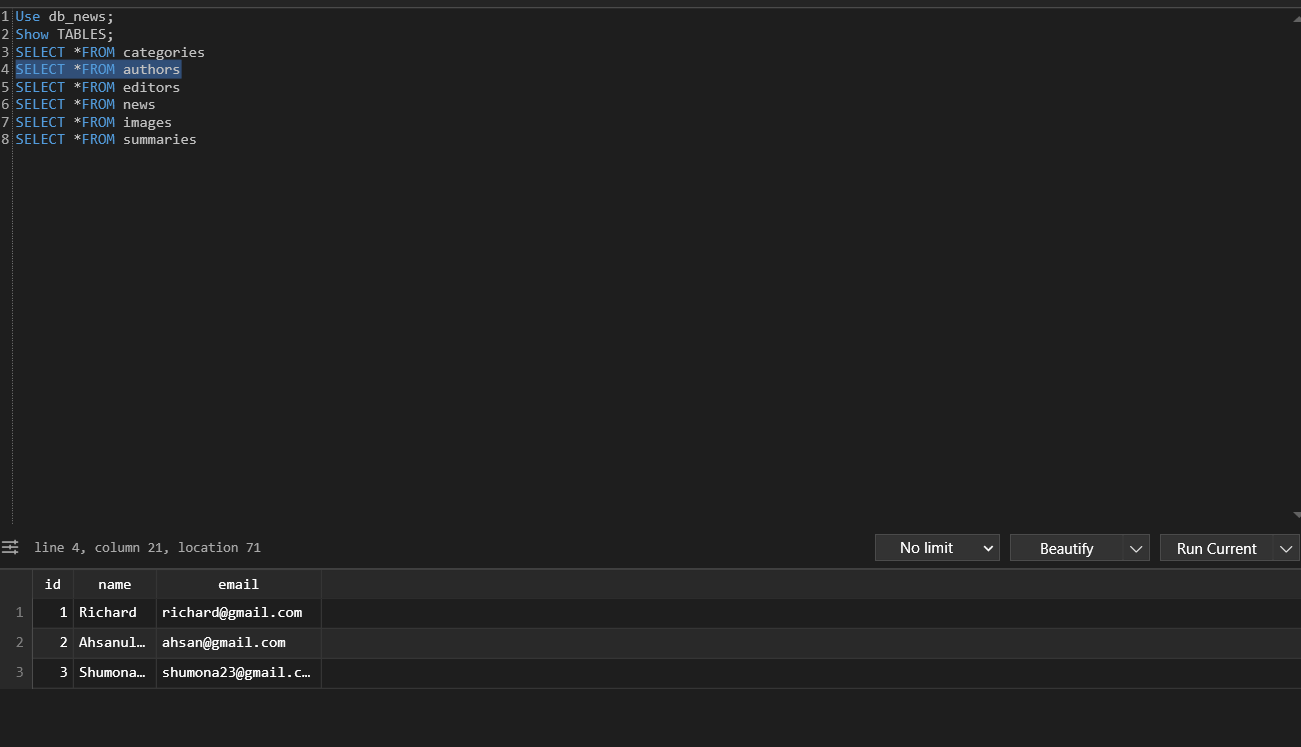 1 Use db_news;
2 Show TABLES;
3 SELECT *FROM categories
4 SELECT *FROM authors
5 SELECT *FROM editors
6 SELECT *FROM news
7 SELECT *FROM images
8 SELECT *FROM summaries
line 4, column 21, location 71 No limit Beautify Run Current
id name email
1 1 Richard richard@gmail.com
2 2 Ahsanul… ahsan@gmail.com
3 3 Shumona… shumona23@gmail.c…